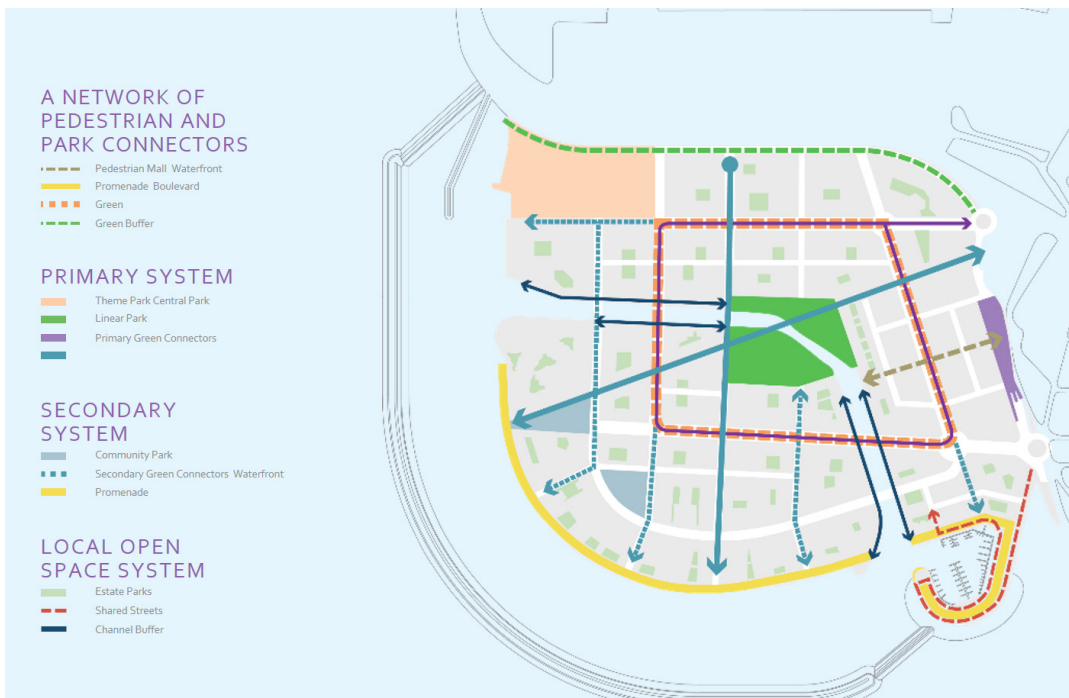 A NETWORK OF
PEDESTRIAN AND
PARK CONNECTORS
Pedestrian Mall Waterfront
Promenade Boulevard
Green
Green Buffer
PRIMARY SYSTEM
Theme Park Central Park
Linear Park
Primary Green Connectors
SECONDARY
SYSTEM
Community Park
Secondary Green Connectors Waterfront
Promenade
LOCAL OPEN
SPACE SYSTEM
Estate Parks
Shared Streets
Channel Buffer